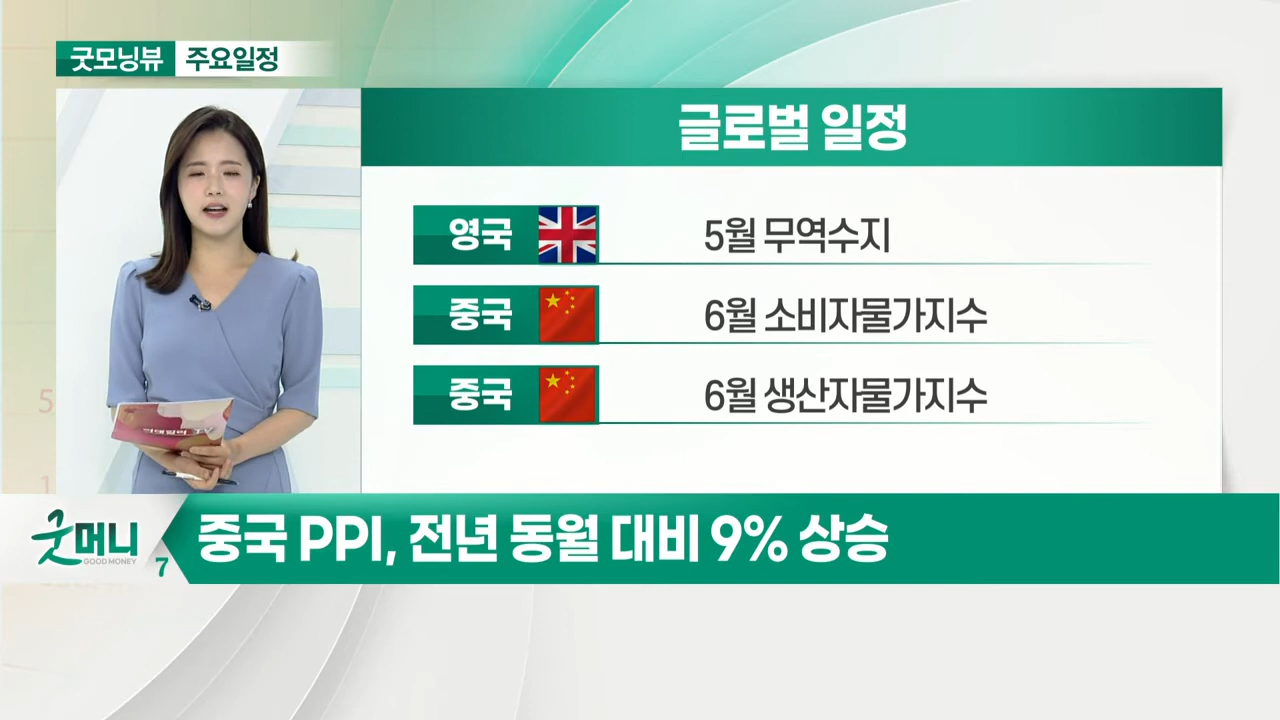 굿모닝뷰 주요일정
글로벌 일정
영국 5월 무역수지
중국 6월 소비자물가지수
중국 6월 생산자물가지수
굿머니 GOOD MONEY 7
중국 PPI, 전년 동월 대비 9% 상승
5
1